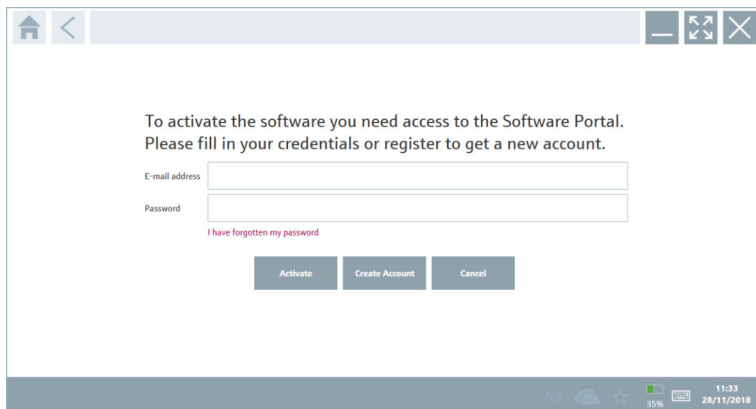 To activate the software you need access to the Software Portal.
Please fill in your credentials or register to get a new account.
E-mail address
Password
I have forgotten my password
Activate
Create Account
Cancel
35%
11:33
28/11/2018